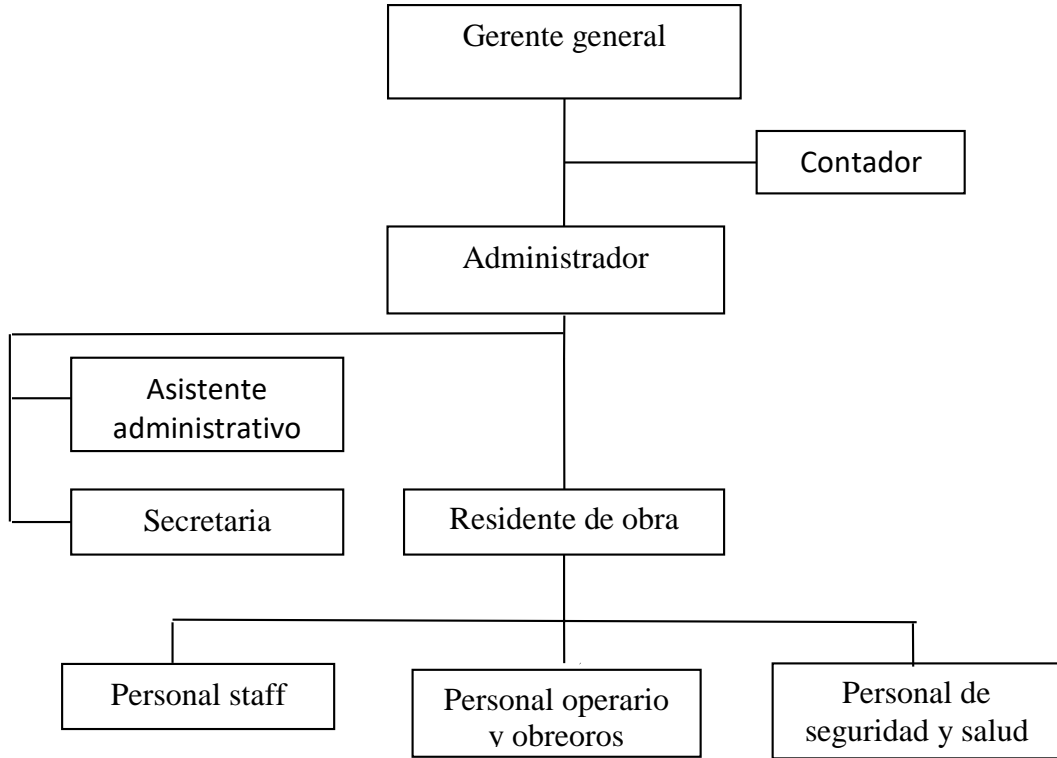 Gerente general
Contador
Administrador
Asistente
administrativo
Secretaria
Residente de obra
Personal staff
Personal operario
y obreoros
Personal de
seguridad y salud